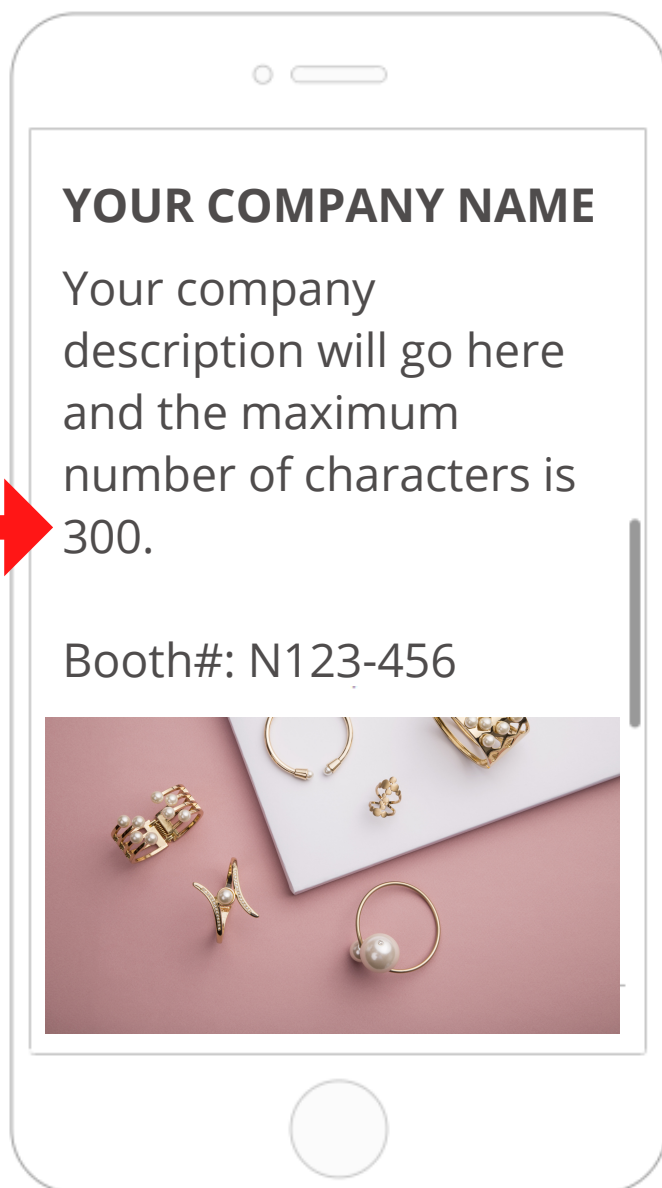 YOUR COMPANY NAME
Your company
description will go here
and the maximum
number of characters is
300.
Booth#: N123-456